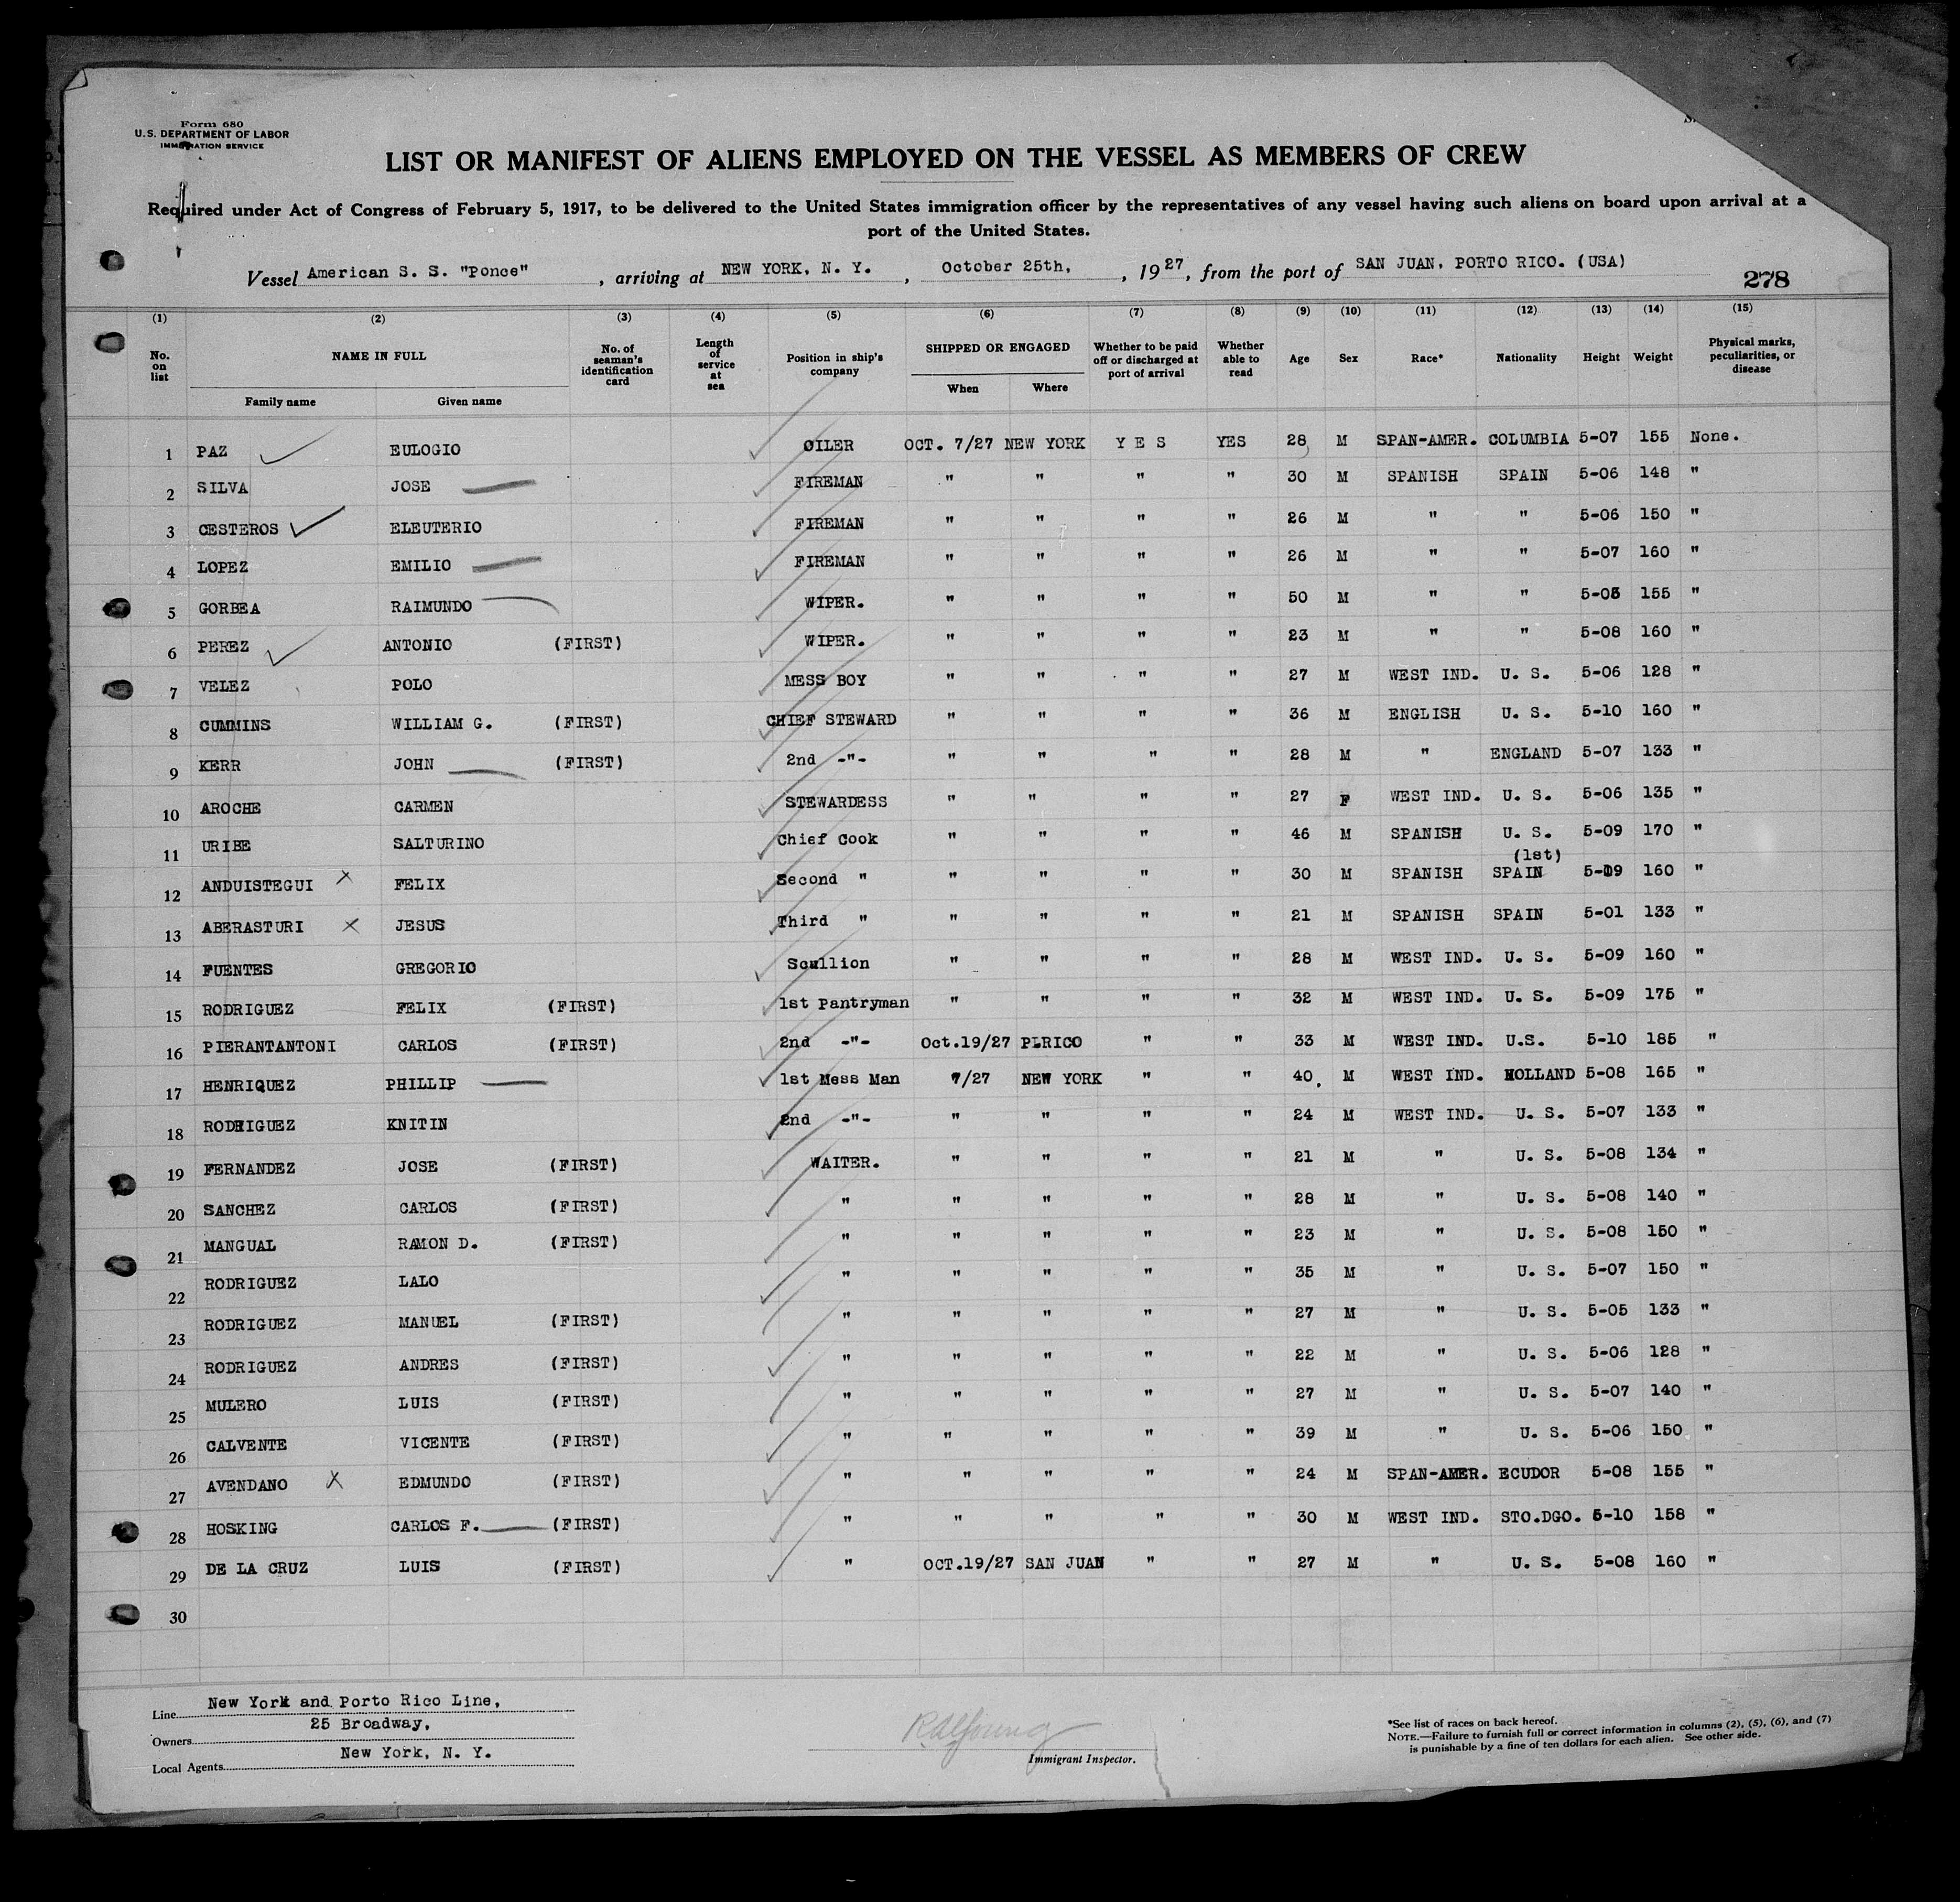 Form 680
U.S. DEPARTMENT OF LABOR
IMMIGRATION SERVICE
LIST OR MANIFEST OF ALIENS EMPLOYED ON THE VESSEL AS MEMBERS OF CREW
Required under Act of Congress of February 5, 1917, to be delivered to the United States immigration officer by the representatives of any vessel having such aliens on board upon arrival at a
port of the United States.
Vessel American S. S. "Ponce" , arriving at NEW YORK, N. Y. , October 25th, , 1927, from the port of SAN JUAN, PORTO RICO. (USA)
278
(1) (2) (3) (4) (5) (6) (7) (8) (9) (10) (11) (12) (13) (14) (15)
No. on list NAME IN FULL Family name Given name No. of seaman's identification card Length of service at sea Position in ship's company SHIPPED OR ENGAGED When Where Whether to be paid off or discharged at port of arrival Whether able to read Age Sex Race* Nationality Height Weight Physical marks, peculiarities, or disease
1 PAZ EULOGIO OILER OCT. 7/27 NEW YORK Y E S YES 28 M SPAN-AMER. COLUMBIA 5-07 155 None.
2 SILVA JOSE FIREMAN " " " " 30 M SPANISH SPAIN 5-06 148 "
3 CESTEROS ELEUTERIO FIREMAN " " " " 26 M " " 5-06 150 "
4 LOPEZ EMILIO FIREMAN " " " " 26 M " " 5-07 160 "
5 GORBEA RAIMUNDO WIPER. " " " " 50 M " " 155 "
6 PEREZ ANTONIO (FIRST) WIPER. " " " " 23 M " " 5-08 160 "
7 VELEZ POLO MESS BOY " " " " 27 M WEST IND. U. S. 5-06 128 "
8 CUMMINS WILLIAM G. (FIRST) CHIEF STEWARD " " " " 36 M ENGLISH U. S. 5-10 160 "
9 KERR JOHN (FIRST) 2nd -"- " " " " 28 M " ENGLAND 5-07 133 "
10 AROCHE CARMEN STEWARDESS " " " " 27 F WEST IND. U. S. 5-06 135 "
11 URIBE SALTURINO Chief Cook " " " " 46 M SPANISH U. S. (1st) 5-09 170 "
12 ANDUISTEGUI FELIX Second " " " " " 30 M SPANISH SPAIN 160 "
13 ABERASTURI JESUS Third " " " " " 21 M SPANISH SPAIN 5-01 133 "
14 FUENTES GREGORIO Scullion " " " " 28 M WEST IND. U. S. 5-09 160 "
15 RODRIGUEZ FELIX (FIRST) 1st Pantryman " " " " 32 M WEST IND. U. S. 5-09 175 "
16 PIERANTANTONI CARLOS (FIRST) 2nd -"- Oct.19/27 P.RICO " " 33 M WEST IND. U.S. 5-10 185 "
17 HENRIQUEZ PHILLIP 1st Mess Man 7/27 NEW YORK " " 40. M WEST IND. HOLLAND 5-08 165 "
18 RODRIGUEZ KNITIN 2nd -"- " " " " 24 M WEST IND. U. S. 5-07 133 "
19 FERNANDEZ JOSE (FIRST) WAITER. " " " " 21 M " U. S. 5-08 134 "
20 SANCHEZ CARLOS (FIRST) " " " " " 28 M " U. S. 5-08 140 "
21 MANGUAL RAMON D. (FIRST) " " " " " 23 M " U. S. 5-08 150 "
22 RODRIGUEZ LALO " " " " " 35 M " U. S. 5-07 150 "
23 RODRIGUEZ MANUEL (FIRST) " " " " " 27 M " U. S. 5-05 133 "
24 RODRIGUEZ ANDRES (FIRST) " " " " " 22 M " U. S. 5-06 128 "
25 MULERO LUIS (FIRST) " " " " " 27 M " U. S. 5-07 140 "
26 CALVENTE VICENTE (FIRST) " " " " " 39 M " U. S. 5-06 150 "
27 AVENDANO EDMUNDO (FIRST) " " " " " 24 M SPAN-AMER. ECUDOR 5-08 155 "
28 HOSKING CARLOS F. (FIRST) " " " " " 30 M WEST IND. STO.DGO. 5-10 158 "
29 DE LA CRUZ LUIS (FIRST) " OCT.19/27 SAN JUAN " " 27 M " U. S. 5-08 160 "
30
Line New York and Porto Rico Line,
25 Broadway,
Owners
New York, N. Y.
Local Agents
Immigrant Inspector.
*See list of races on back hereof.
NOTE.—Failure to furnish full or correct information in columns (2), (5), (6), and (7)
is punishable by a fine of ten dollars for each alien. See other side.